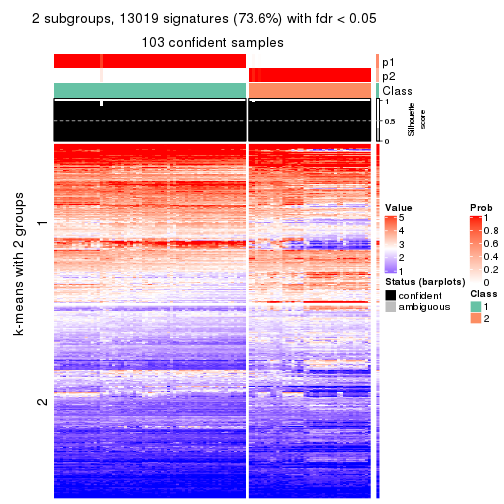 2 subgroups, 13019 signatures (73.6%) with fdr < 0.05
103 confident samples
p1
p2
Class
1
0.5
0
Silhouette
score
k-means with 2 groups
1
2
Value
5
4
3
2
1
Status (barplots)
confident
ambiguous
Prob
1
0.8
0.6
0.4
0.2
0
Class
1
2